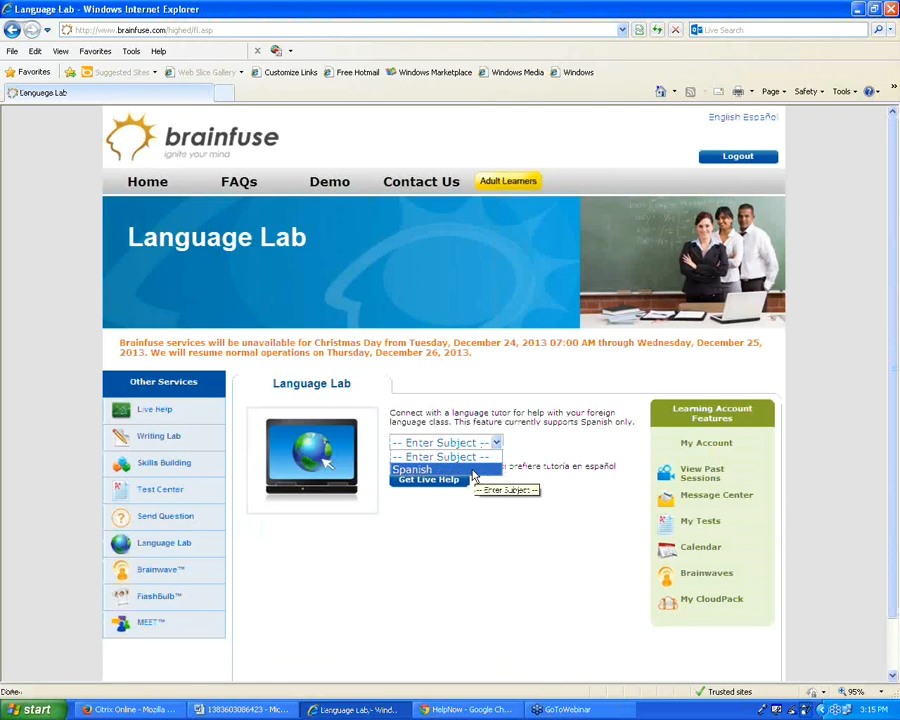 Language Lab - Windows Internet Explorer
http://www.brainfuse.com/highed/fl.asp
Live Search
File Edit View Favorites Tools Help
Favorites Suggested Sites Web Slice Gallery Customize Links Free Hotmail Windows Marketplace Windows Media Windows
Language Lab
Page Safety Tools
English Español
brainfuse
ignite your mind
Logout
Home FAQs Demo Contact Us Adult Learners
Language Lab
Brainfuse services will be unavailable for Christmas Day from Tuesday, December 24, 2013 07:00 AM through Wednesday, December 25,
2013. We will resume normal operations on Thursday, December 26, 2013.
Other Services
Live Help
Writing Lab
Skills Building
Test Center
Send Question
Language Lab
Brainwave™
FlashBulb™
MEET™
Language Lab
Connect with a language tutor for help with your foreign
language class. This feature currently supports Spanish only.
-- Enter Subject --
-- Enter Subject --
Spanish
prefiere tutoría en español
Get Live Help
-- Enter Subject --
Learning Account
Features
My Account
View Past
Sessions
Message Center
My Tests
Calendar
Brainwaves
My CloudPack
Done
Trusted sites
95%
start
Citrix Online - Mozilla ...
1383603086423 - Mic...
Language Lab - Wind...
HelpNow - Google Ch...
GoToWebinar
3:15 PM